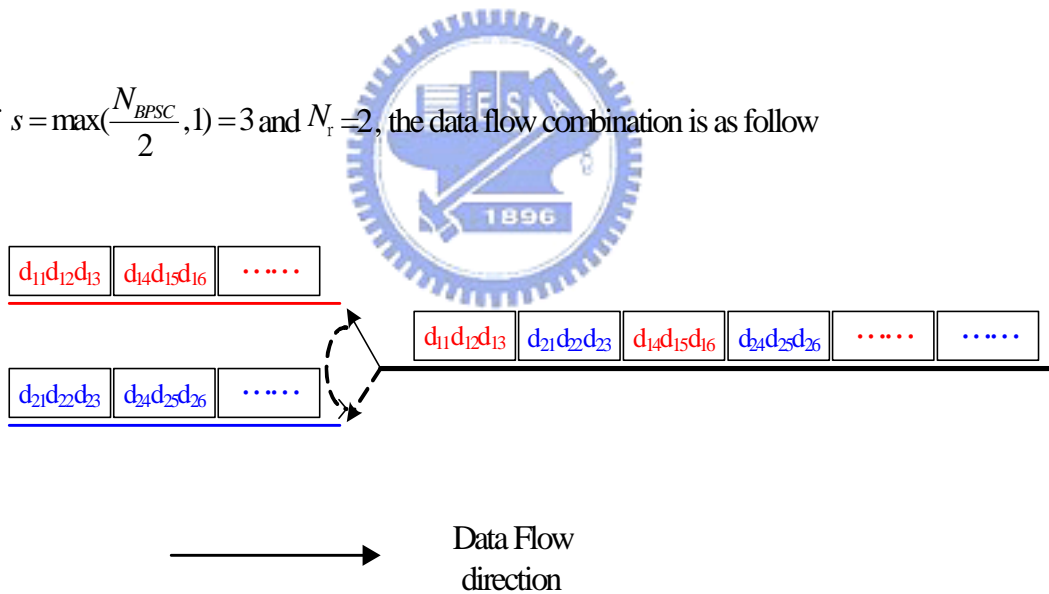 s = max(N_BPSC/2, 1) = 3 and N_r = 2, the data flow combination is as follow
E S A
1896
d11d12d13 d14d15d16 ······
d11d12d13 d21d22d23 d14d15d16 d24d25d26 ······ ······
d21d22d23 d24d25d26 ······
Data Flow
direction